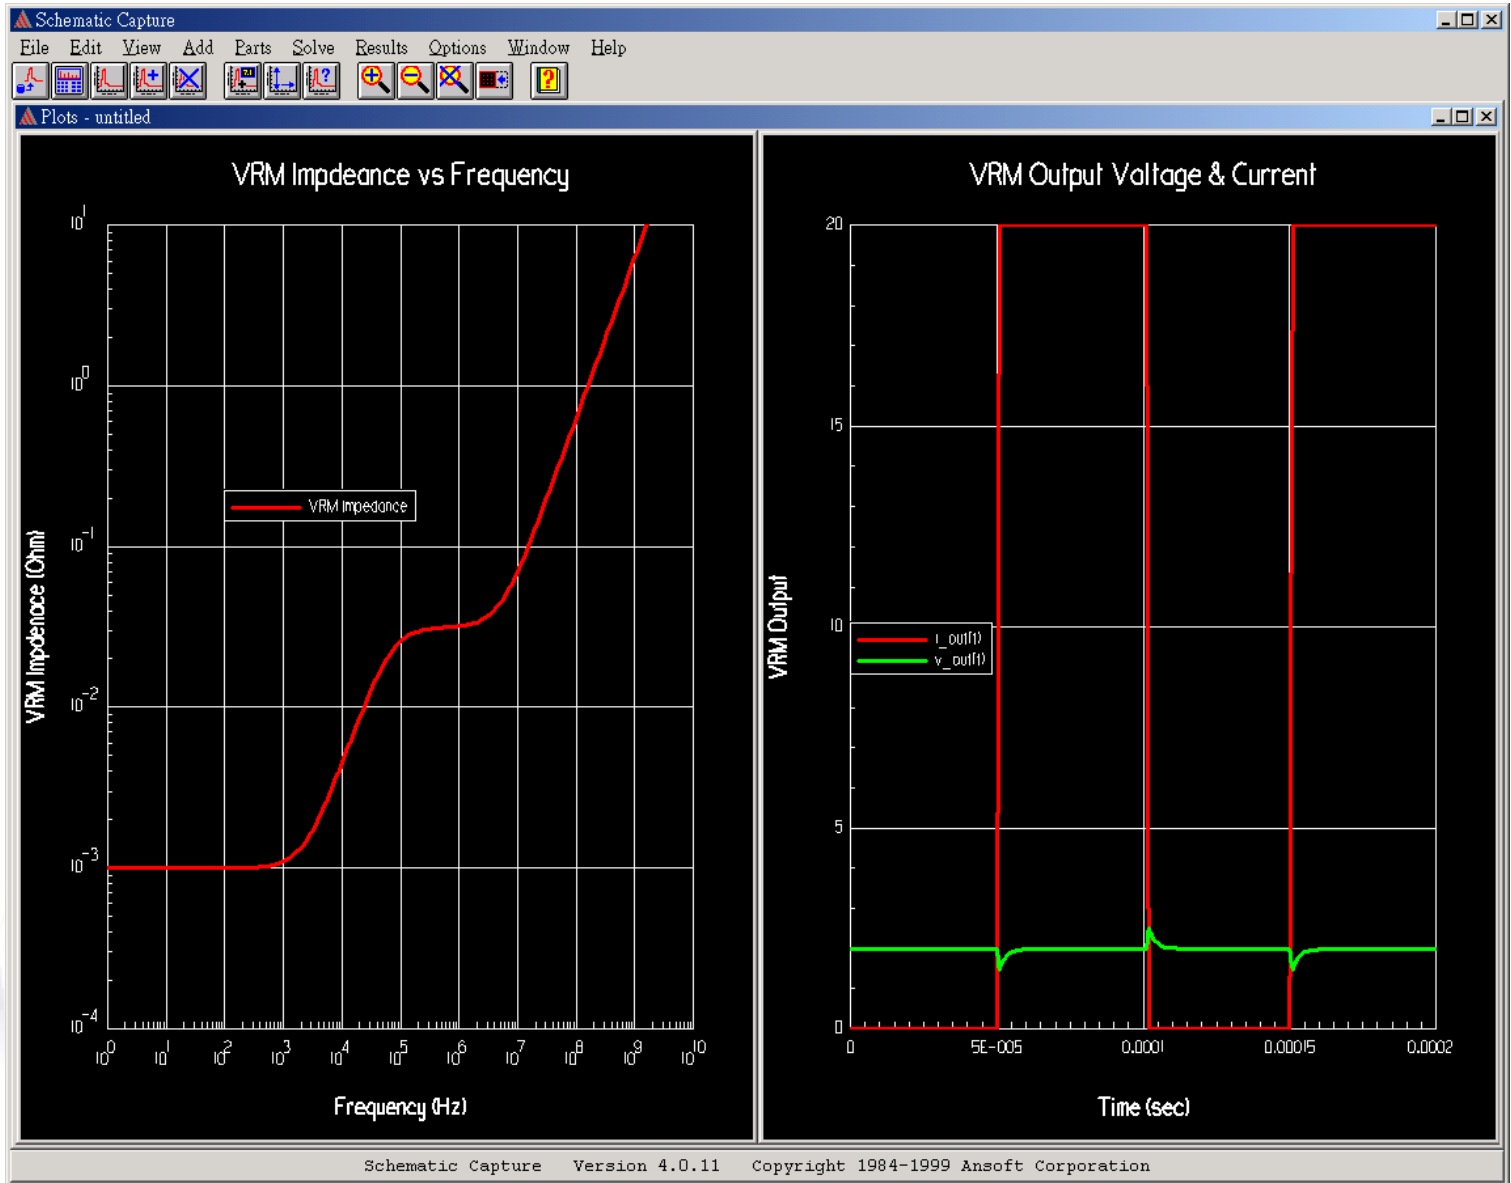 Schematic Capture
File Edit View Add Parts Solve Results Options Window Help
Plots - untitled
VRM Impdeance vs Frequency
10^1
10^0
10^-1
10^-2
10^-3
10^-4
VRM Impdenace (Ohm)
VRM Impedance
10^0 10^1 10^2 10^3 10^4 10^5 10^6 10^7 10^8 10^9 10^10
Frequency (Hz)
VRM Output Voltage & Current
20
15
10
5
0
VRM Output
i_out(t)
v_out(t)
0 5E-005 0.0001 0.00015 0.0002
Time (sec)
Schematic Capture Version 4.0.11 Copyright 1984-1999 Ansoft Corporation